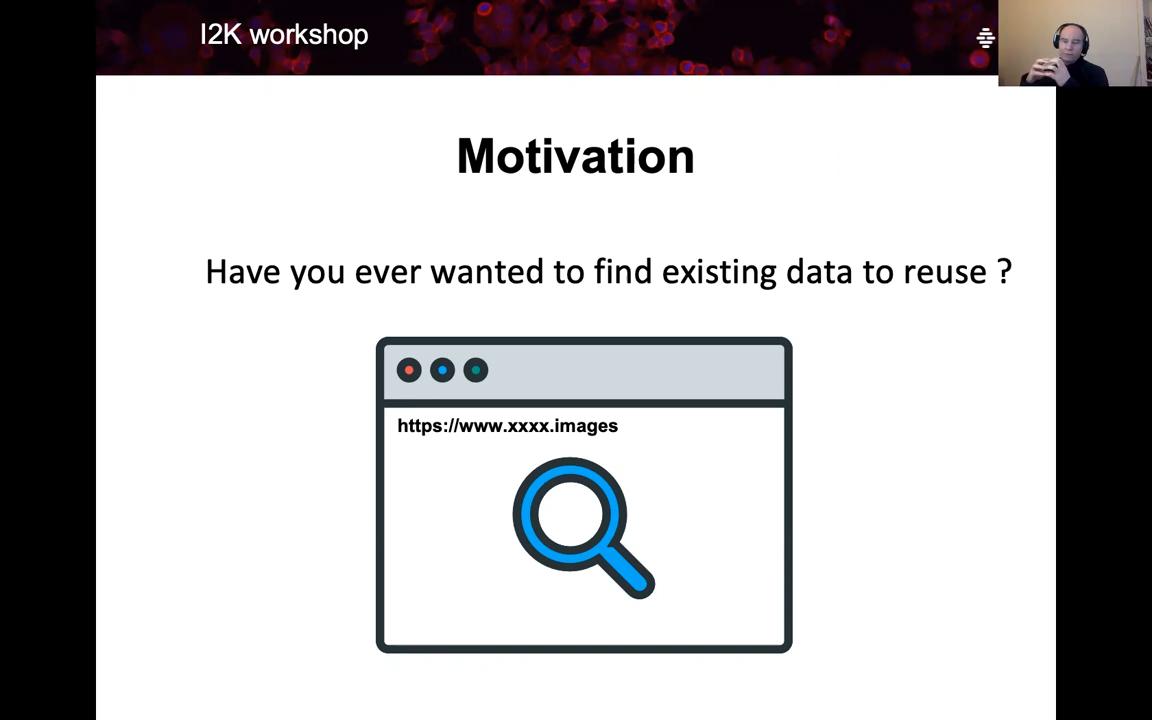 I2K workshop
Motivation
Have you ever wanted to find existing data to reuse ?
https://www.xxxx.images